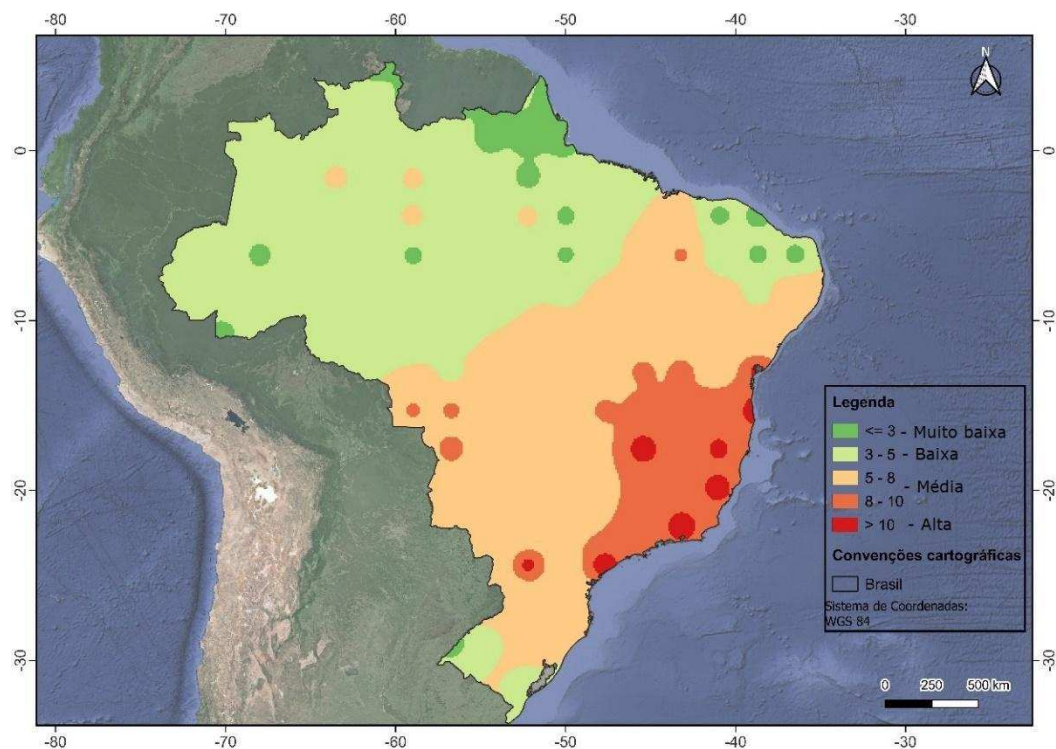 -80 -70 -60 -50 -40 -30
N
0 0
-10 -10
-20 -20
-30 -30
Legenda
<= 3 - Muito baixa
3 - 5 - Baixa
5 - 8
- Média
8 - 10
> 10 - Alta
Convenções cartográficas
Brasil
Sistema de Coordenadas:
WGS 84
0 250 500 km
-80 -70 -60 -50 -40 -30